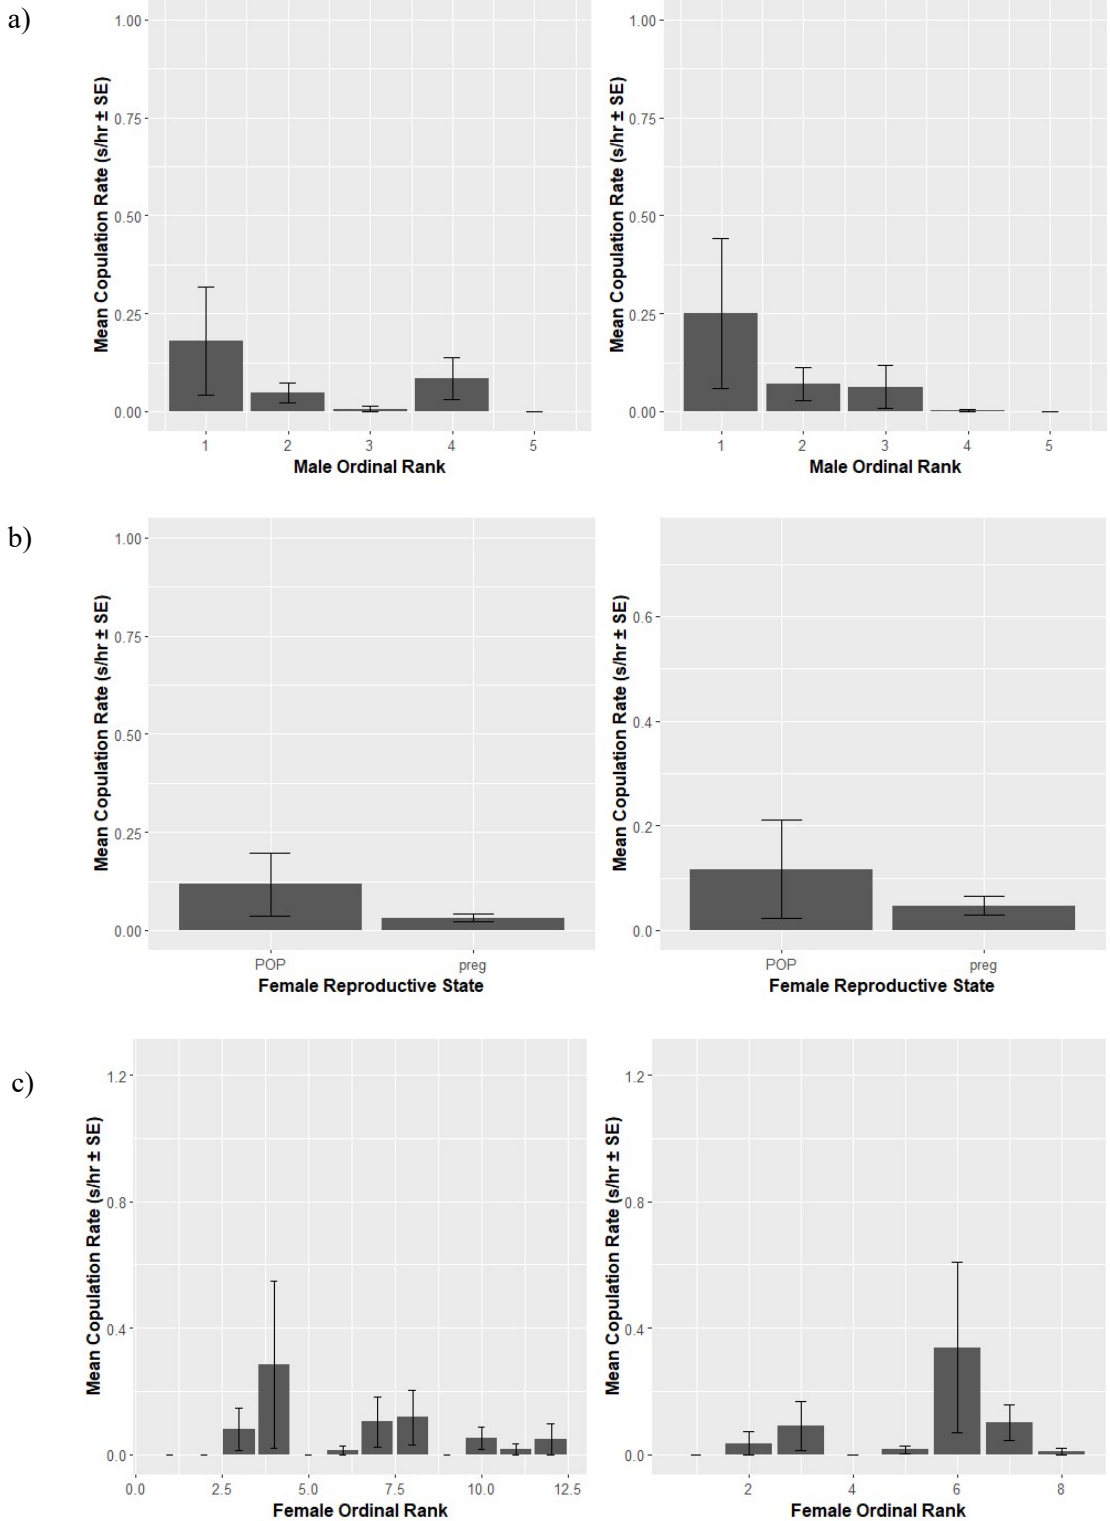 a)
Mean Copulation Rate (s/hr ± SE)
1.00
0.75
0.50
0.25
0.00
1 2 3 4 5
Male Ordinal Rank
Mean Copulation Rate (s/hr ± SE)
1.00
0.75
0.50
0.25
0.00
1 2 3 4 5
Male Ordinal Rank
b)
Mean Copulation Rate (s/hr ± SE)
1.00
0.75
0.50
0.25
0.00
POP preg
Female Reproductive State
Mean Copulation Rate (s/hr ± SE)
0.6
0.4
0.2
0.0
POP preg
Female Reproductive State
c)
Mean Copulation Rate (s/hr ± SE)
1.2
0.8
0.4
0.0
0.0 2.5 5.0 7.5 10.0 12.5
Female Ordinal Rank
Mean Copulation Rate (s/hr ± SE)
1.2
0.8
0.4
0.0
2 4 6 8
Female Ordinal Rank